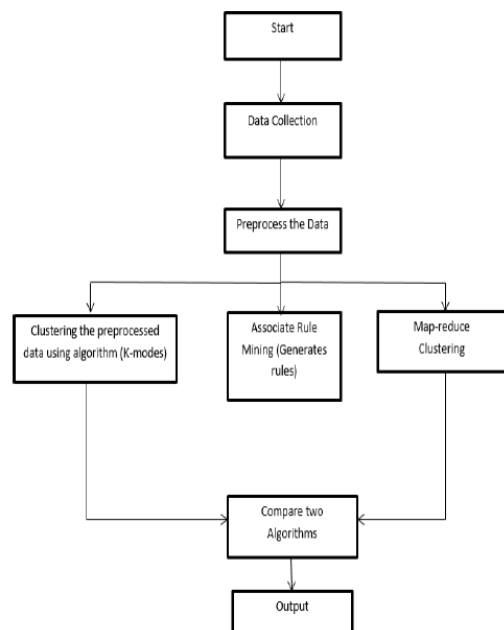 Start
Data Collection
Preprocess the Data
Clustering the preprocessed
data using algorithm (K-modes)
Associate Rule
Mining (Generates
rules)
Map-reduce
Clustering
Compare two
Algorithms
Output